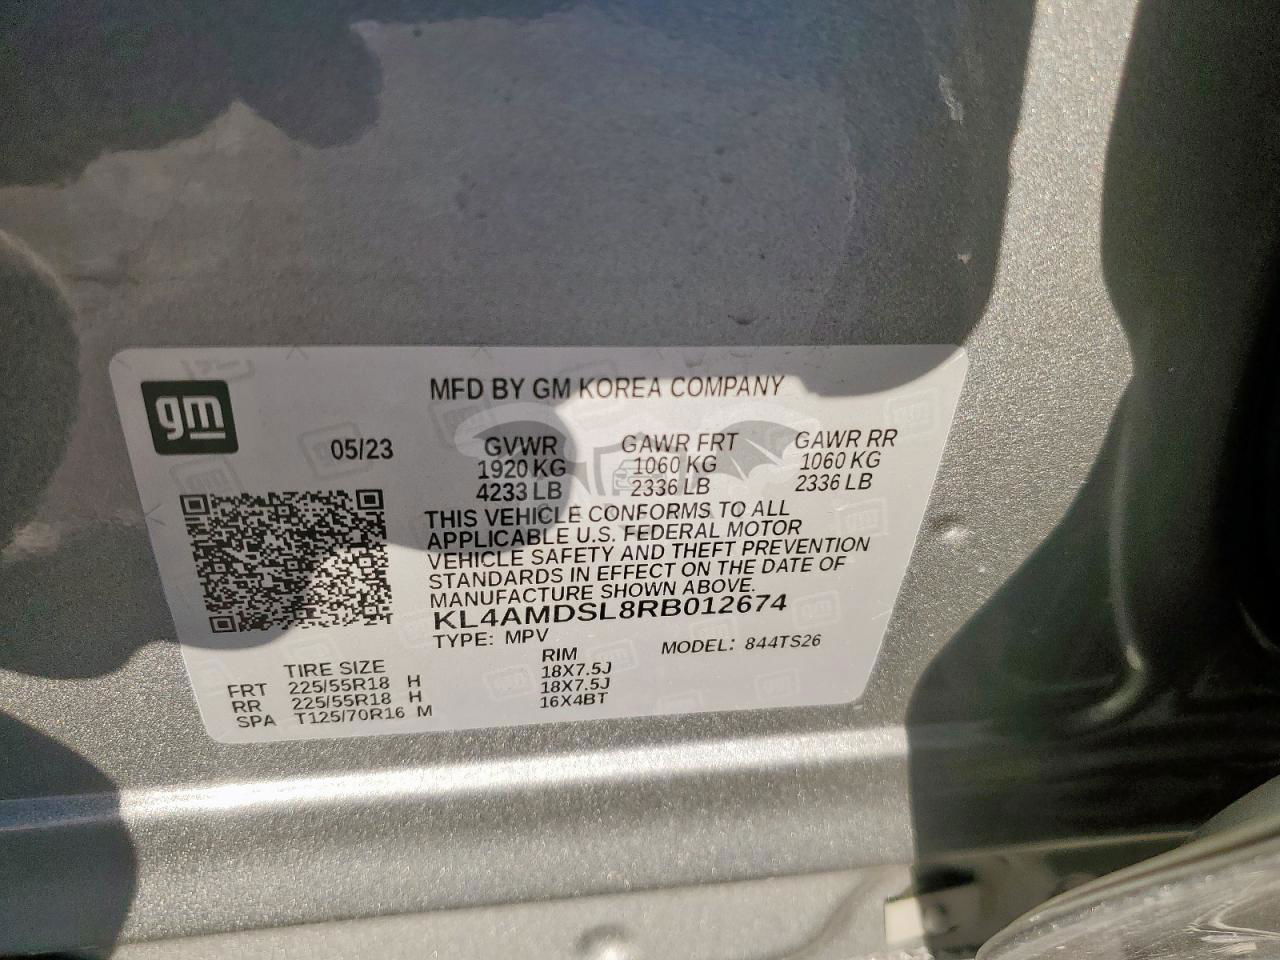 gm
MFD BY GM KOREA COMPANY
05/23 GVWR GAWR FRT GAWR RR
1920 KG 1060 KG 1060 KG
4233 LB 2336 LB 2336 LB
THIS VEHICLE CONFORMS TO ALL
APPLICABLE U.S. FEDERAL MOTOR
VEHICLE SAFETY AND THEFT PREVENTION
STANDARDS IN EFFECT ON THE DATE OF
MANUFACTURE SHOWN ABOVE.
KL4AMDSL8RB012674
TYPE: MPV MODEL: 844TS26
TIRE SIZE RIM
FRT 225/55R18 H 18X7.5J
RR 225/55R18 H 18X7.5J
SPA T125/70R16 M 16X4BT